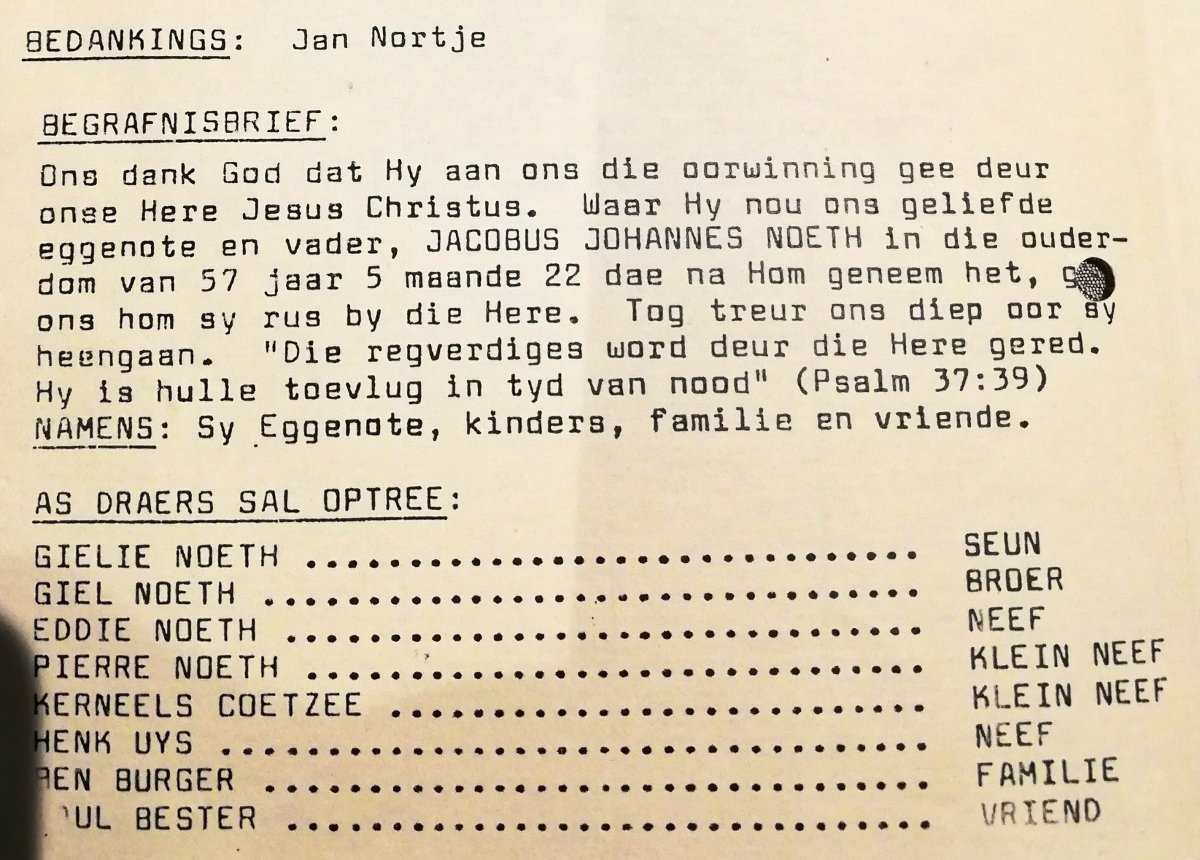 BEDANKINGS: Jan Nortje
BEGRAFNISBRIEF:
Ons dank God dat Hy aan ons die oorwinning gee deur
onse Here Jesus Christus. Waar Hy nou ons geliefde
eggenote en vader, JACOBUS JOHANNES NOETH in die ouder-
dom van 57 jaar 5 maande 22 dae na Hom geneem het,
ons hom sy rus by die Here. Tog treur ons diep oor sy
heengaan. "Die regverdiges word deur die Here gered.
Hy is hulle toevlug in tyd van nood" (Psalm 37:39)
NAMENS: Sy Eggenote, kinders, familie en vriende.
AS DRAERS SAL OPTREE:
GIELIE NOETH .............................. SEUN
GIEL NOETH ................................ BROER
EDDIE NOETH ............................... NEEF
PIERRE NOETH .............................. KLEIN NEEF
KERNEELS COETZEE .......................... KLEIN NEEF
HENK UYS .................................. NEEF
BEN BURGER ................................ FAMILIE
BESTER ............................... VRIEND